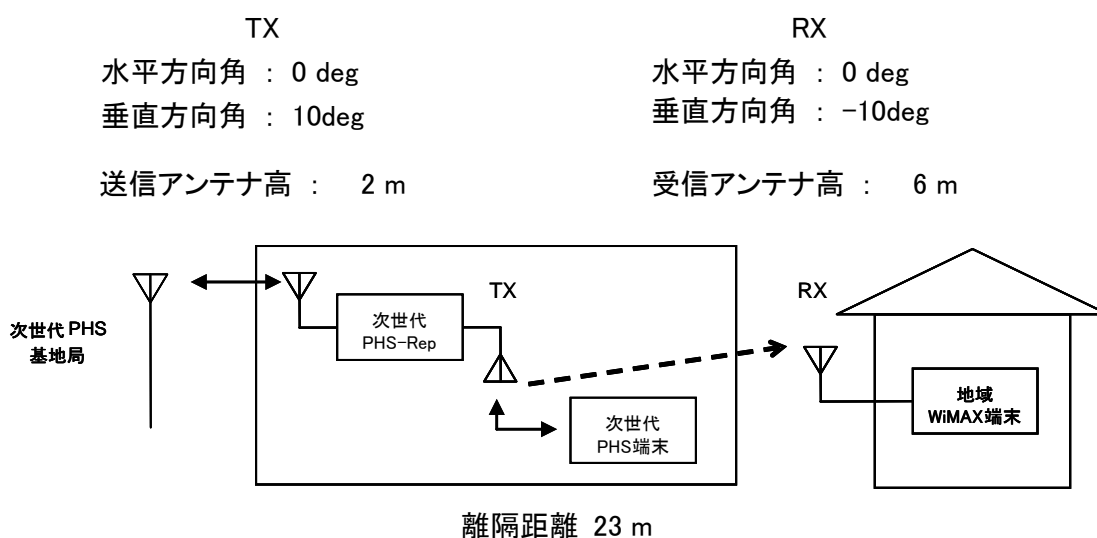 TX
水平方向角 : 0 deg
垂直方向角 : 10deg
送信アンテナ高 : 2 m
RX
水平方向角 : 0 deg
垂直方向角 : -10deg
受信アンテナ高 : 6 m
次世代 PHS
基地局
次世代
PHS-Rep
TX
次世代
PHS端末
RX
地域
WiMAX端末
離隔距離 23 m